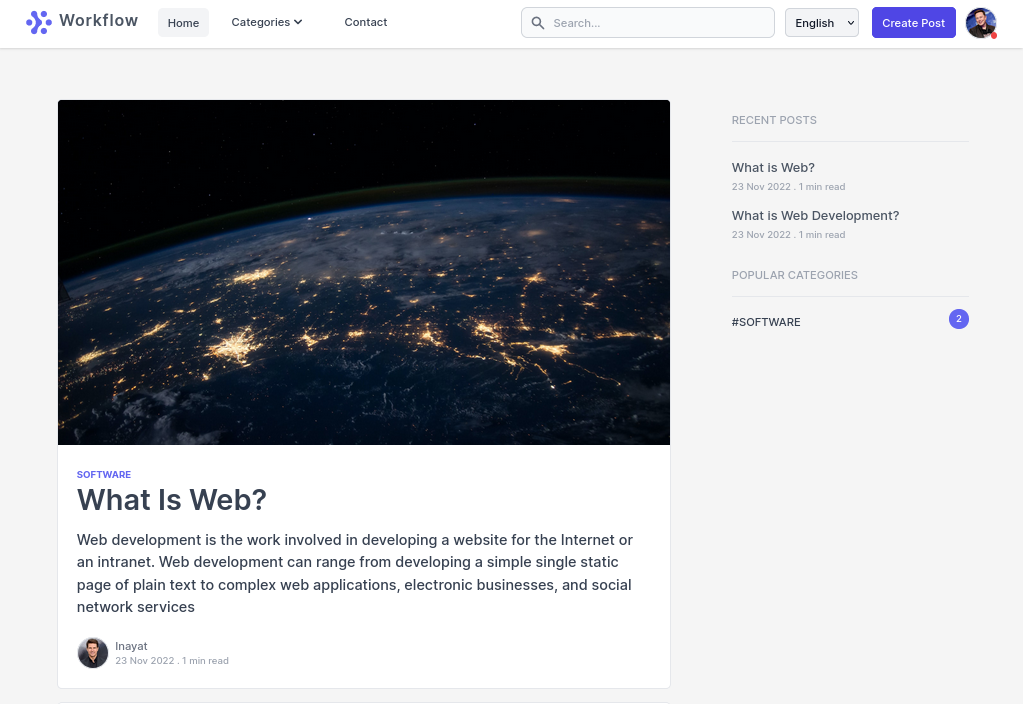 Workflow
Home
Categories
Contact
Search...
English
Create Post
SOFTWARE
What Is Web?
Web development is the work involved in developing a website for the Internet or
an intranet. Web development can range from developing a simple single static
page of plain text to complex web applications, electronic businesses, and social
network services
Inayat
23 Nov 2022 . 1 min read
RECENT POSTS
What is Web?
23 Nov 2022 . 1 min read
What is Web Development?
23 Nov 2022 . 1 min read
POPULAR CATEGORIES
#SOFTWARE
2